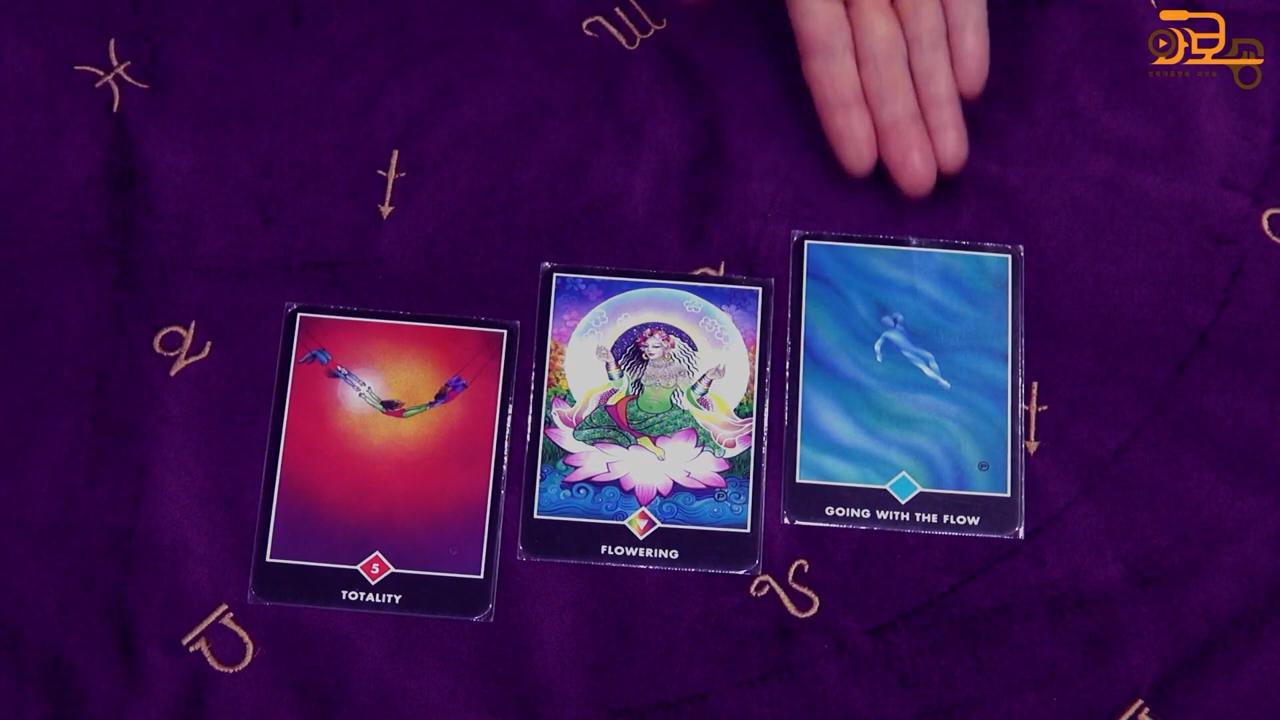 5
TOTALITY
P
FLOWERING
P
GOING WITH THE FLOW